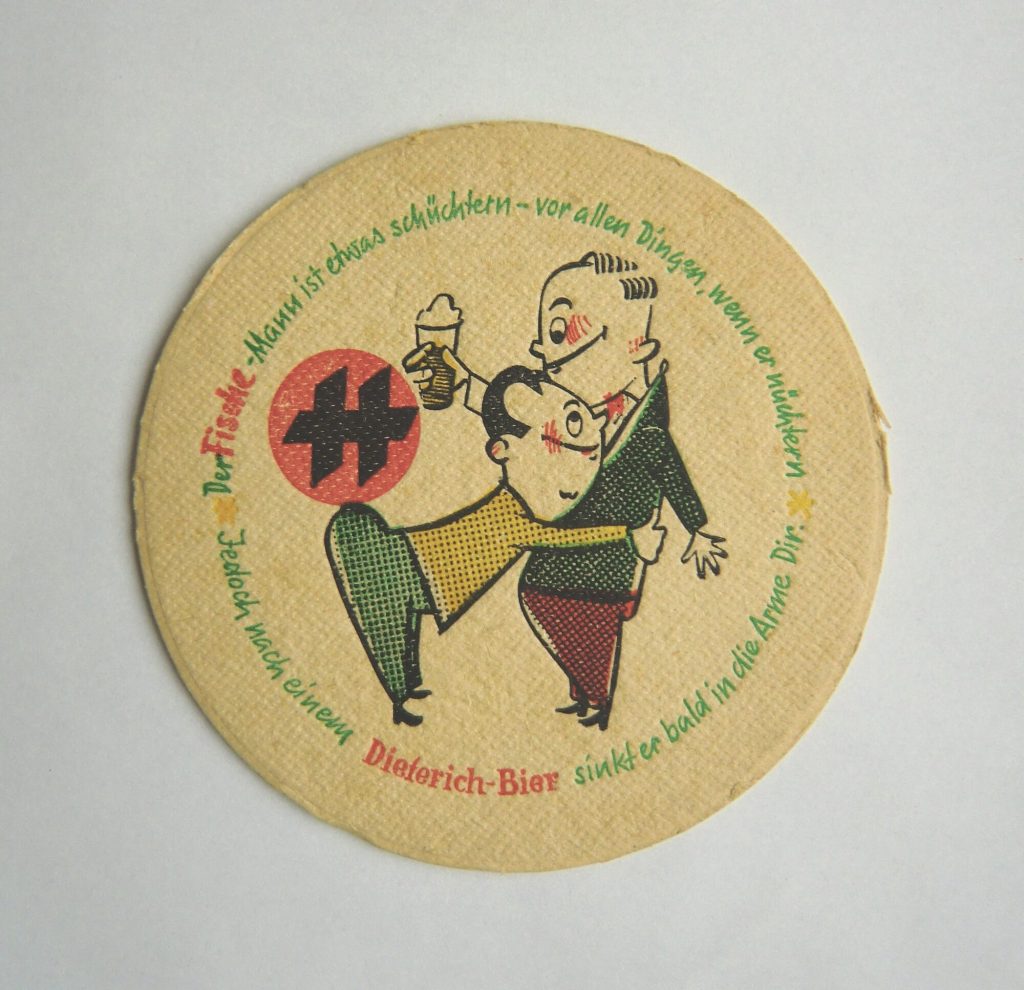 Der Fische-Mann ist etwas schüchtern – vor allen Dingen, wenn er nüchtern
Jedoch nach einem Dieterich-Bier sinkt er bald in die Arme Dir.